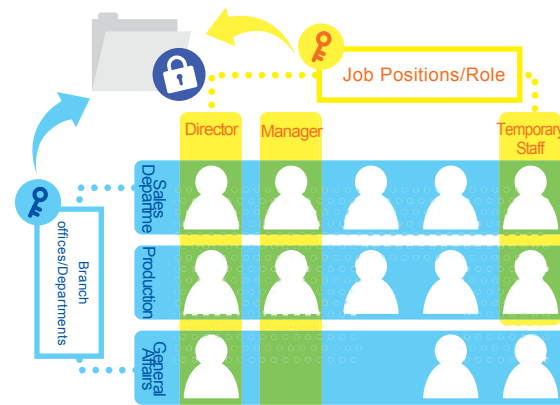 Job Positions/Role
Director
Manager
Temporary
Staff
Sales
Departme
Production
General
Affairs
Branch
offices/Departments